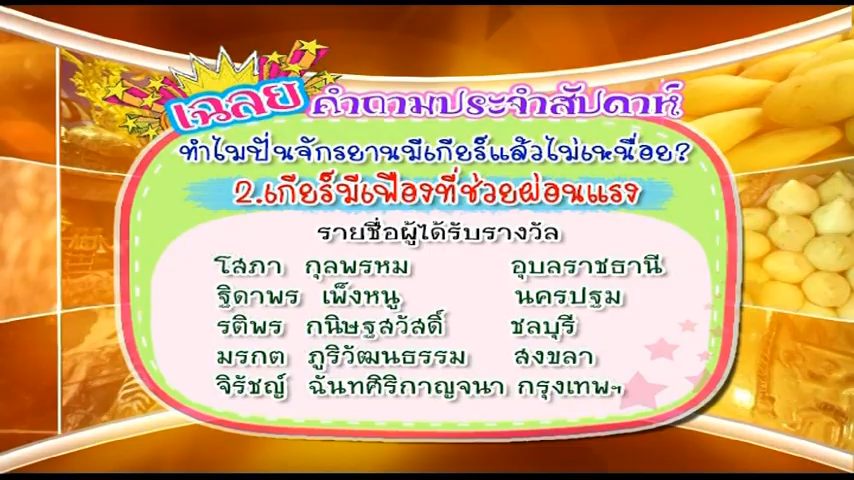 เฉลย คำถามประจำสัปดาห์
ทำไมปั่นจักรยานมีเกียร์แล้วไม่เหนื่อย?
2.เกียร์มีเฟืองที่ช่วยผ่อนแรง
รายชื่อผู้ได้รับรางวัล
โสภา กุลพรหม อุบลราชธานี
ฐิดาพร เพ็งหนู นครปฐม
รติพร กนิษฐสวัสดิ์ ชลบุรี
มรกต ภูริวัฒนธรรม สงขลา
จิรัชญ์ ฉันทศิริกาญจนา กรุงเทพฯ